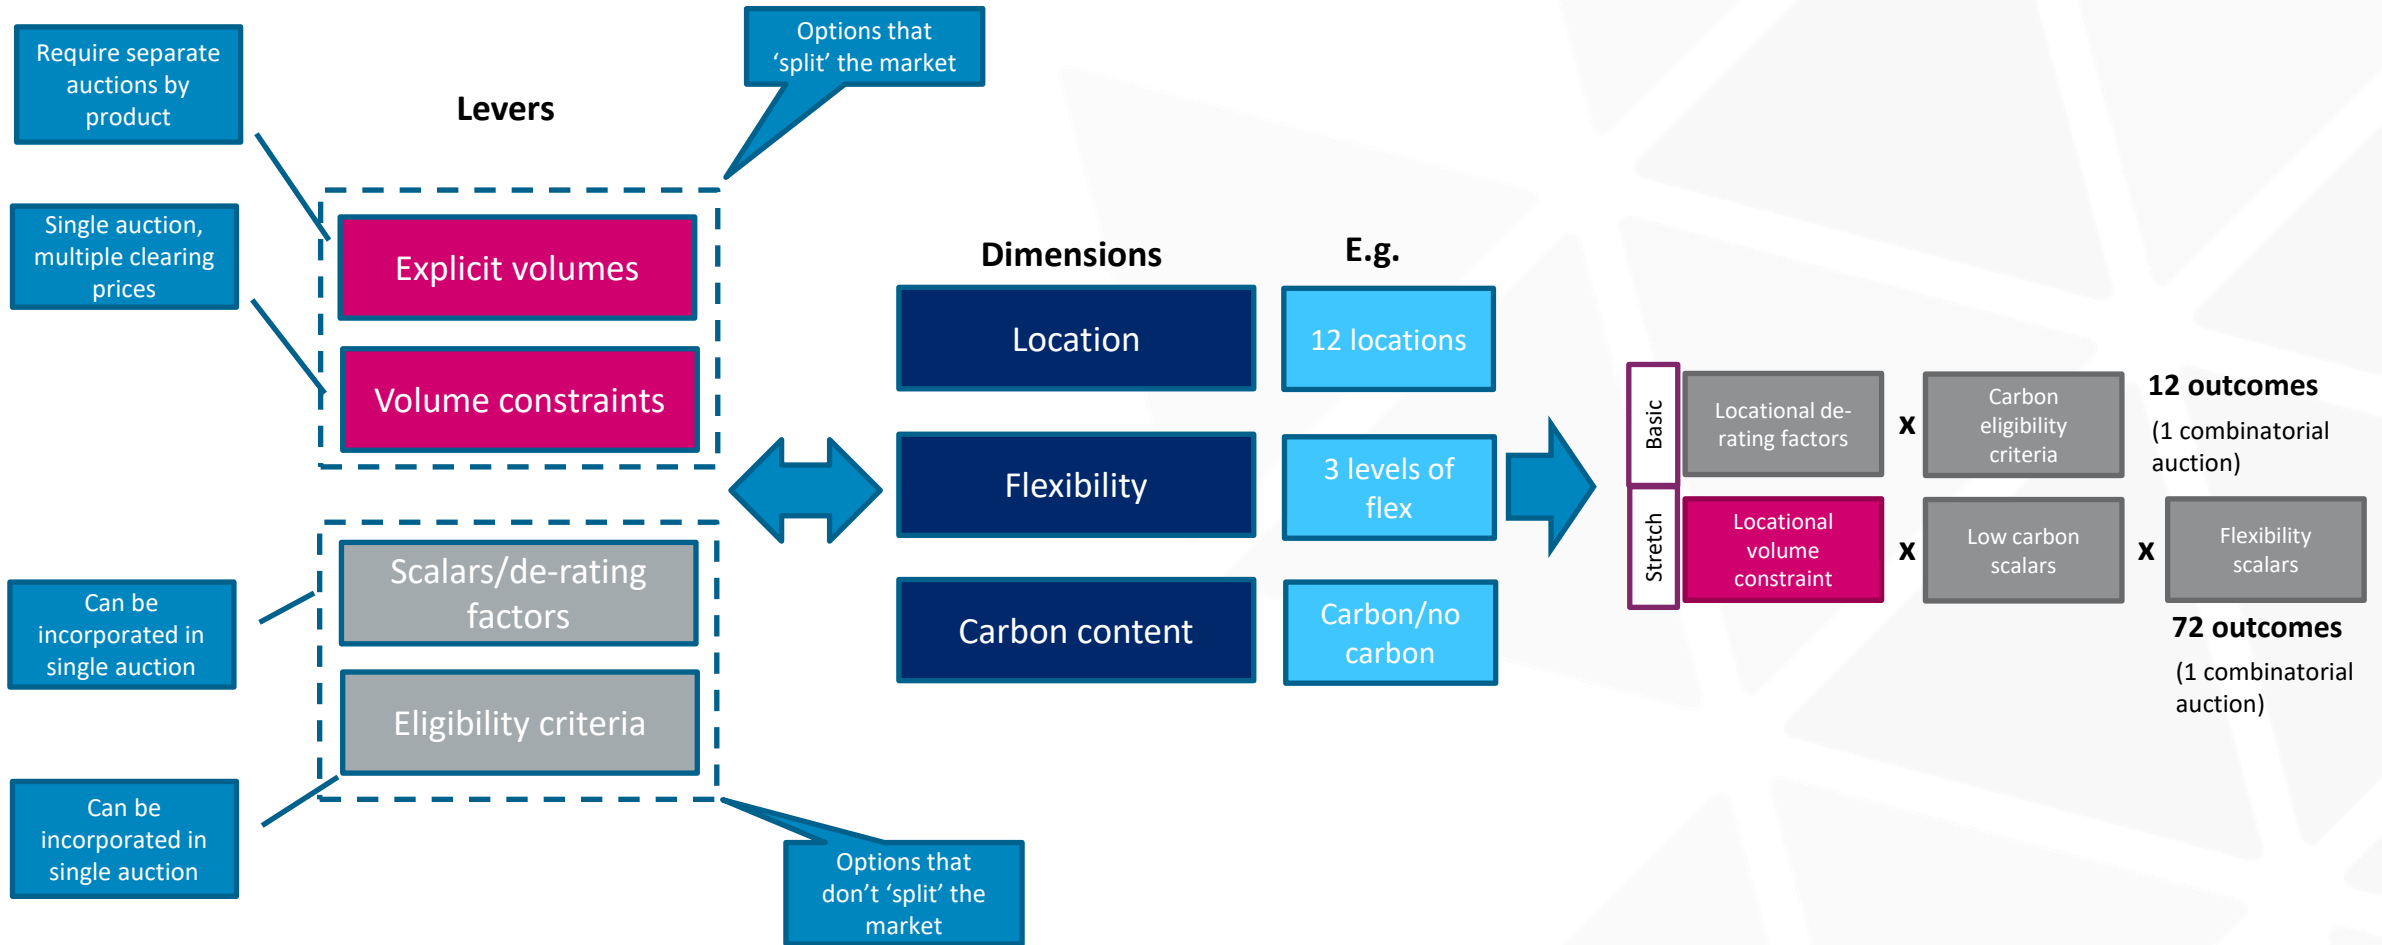 Require separate
auctions by
product
Single auction,
multiple clearing
prices
Can be
incorporated in
single auction
Can be
incorporated in
single auction
Levers
Options that
‘split’ the market
Explicit volumes
Volume constraints
Scalars/de-rating
factors
Eligibility criteria
Options that
don’t ‘split’ the
market
Dimensions
E.g.
Location
12 locations
Flexibility
3 levels of
flex
Carbon content
Carbon/no
carbon
Basic
Locational de-
rating factors
x
Carbon
eligibility
criteria
12 outcomes
(1 combinatorial
auction)
Stretch
Locational
volume
constraint
x
Low carbon
scalars
x
Flexibility
scalars
72 outcomes
(1 combinatorial
auction)